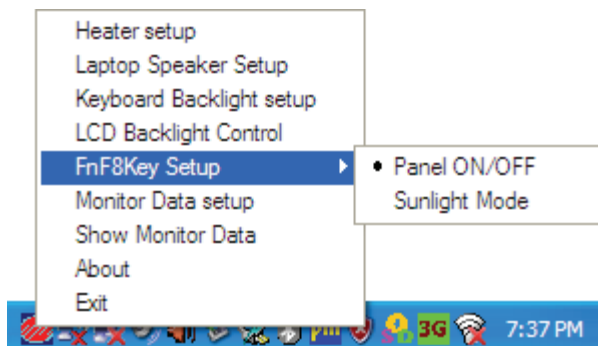 Heater setup
Laptop Speaker Setup
Keyboard Backlight setup
LCD Backlight Control
FnF8Key Setup
Panel ON/OFF
Sunlight Mode
Monitor Data setup
Show Monitor Data
About
Exit
3G
7:37 PM